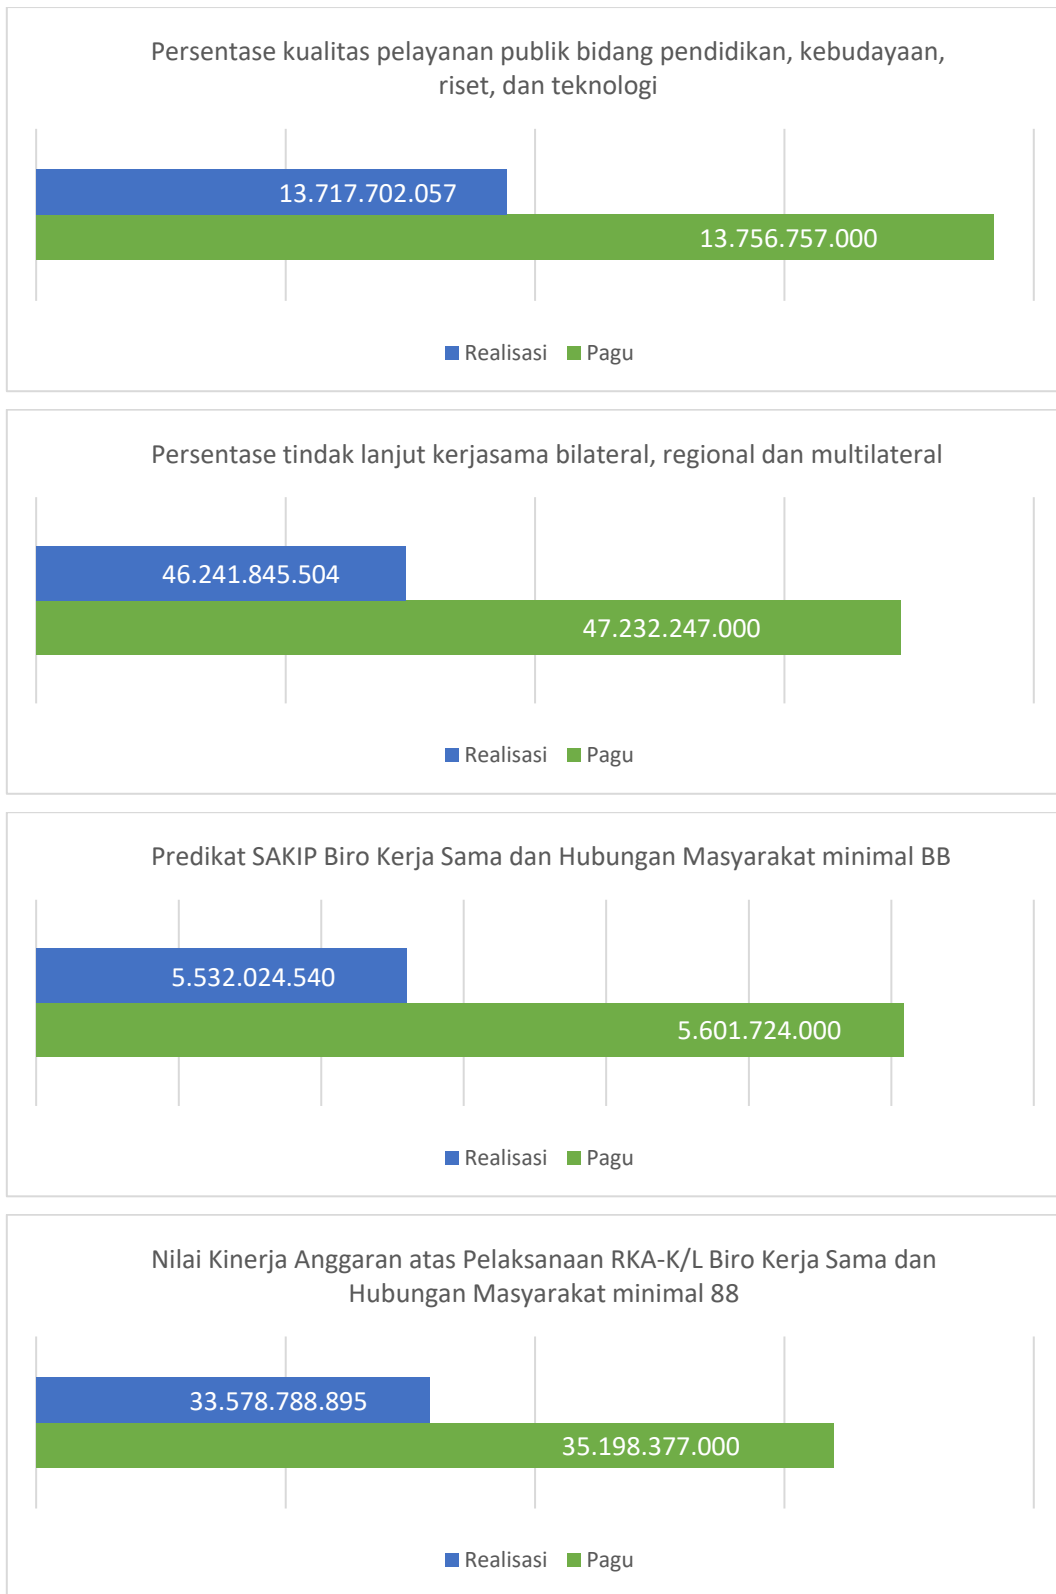 Persentase kualitas pelayanan publik bidang pendidikan, kebudayaan,
riset, dan teknologi
13.717.702.057
13.756.757.000
Realisasi Pagu
Persentase tindak lanjut kerjasama bilateral, regional dan multilateral
46.241.845.504
47.232.247.000
Realisasi Pagu
Predikat SAKIP Biro Kerja Sama dan Hubungan Masyarakat minimal BB
5.532.024.540
5.601.724.000
Realisasi Pagu
Nilai Kinerja Anggaran atas Pelaksanaan RKA-K/L Biro Kerja Sama dan
Hubungan Masyarakat minimal 88
33.578.788.895
35.198.377.000
Realisasi Pagu